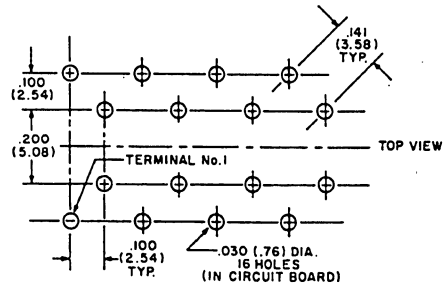 .141
(3.58)
TYP.
.100
(2.54)
.200
(5.08)
TOP VIEW
TERMINAL No.1
.100
(2.54)
TYP.
.030 (.76) DIA.
16 HOLES
(IN CIRCUIT BOARD)